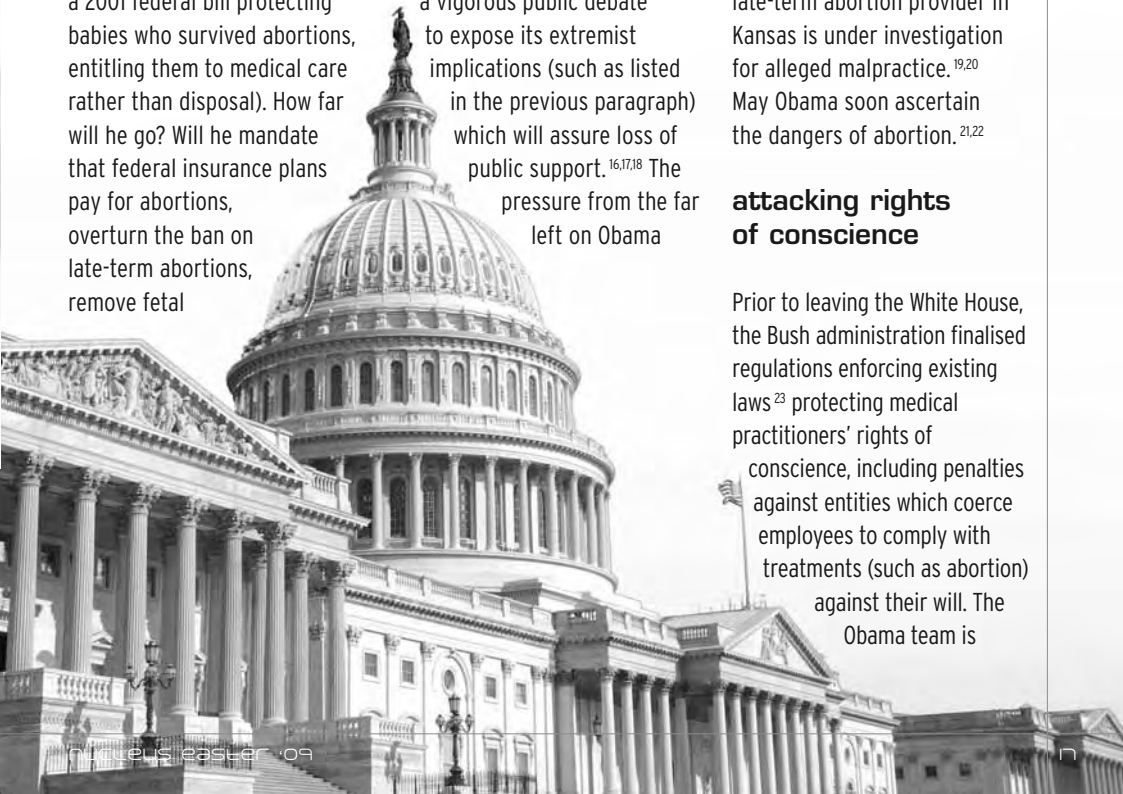 a 2001 federal bill protecting
babies who survived abortions,
entitling them to medical care
rather than disposal). How far
will he go? Will he mandate
that federal insurance plans
pay for abortions,
overturn the ban on
late-term abortions,
remove fetal
a vigorous public debate
to expose its extremist
implications (such as listed
in the previous paragraph)
which will assure loss of
public support. 16,17,18 The
pressure from the far
left on Obama
late-term abortion provider in
Kansas is under investigation
for alleged malpractice. 19,20
May Obama soon ascertain
the dangers of abortion. 21,22
attacking rights
of conscience
Prior to leaving the White House,
the Bush administration finalised
regulations enforcing existing
laws 23 protecting medical
practitioners' rights of
conscience, including penalties
against entities which coerce
employees to comply with
treatments (such as abortion)
against their will. The
Obama team is
nucleus easter '09
17